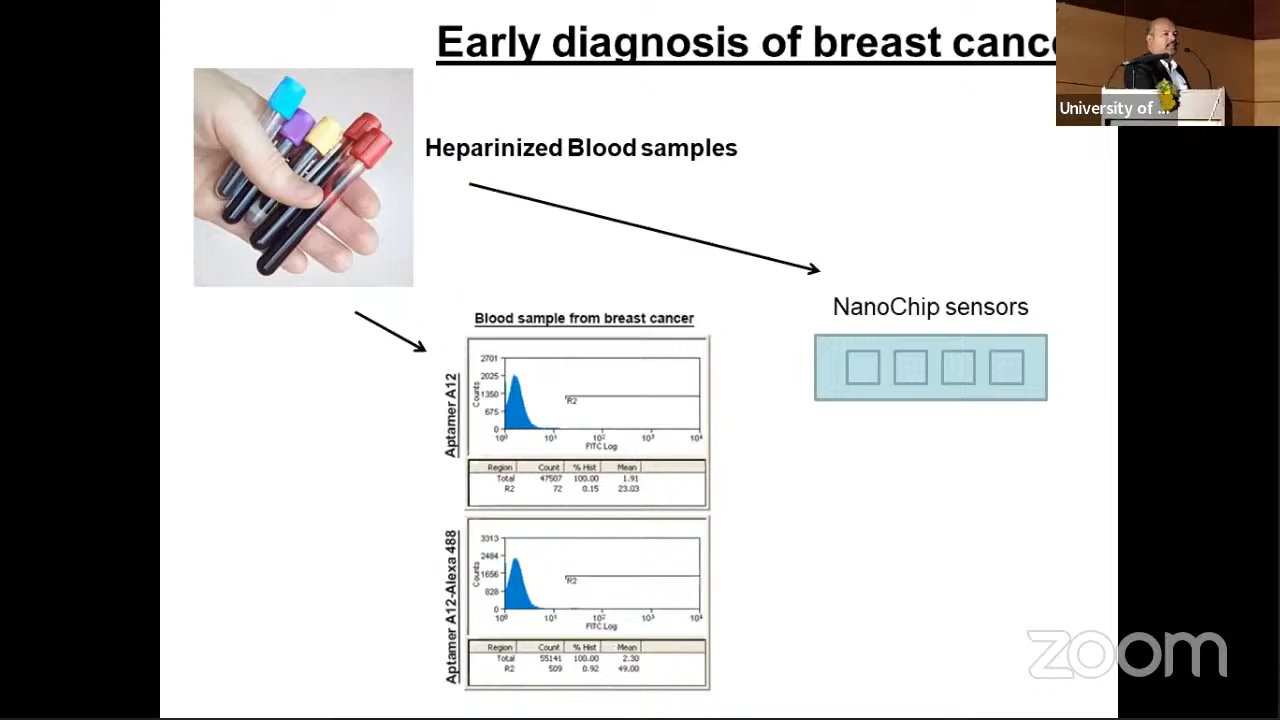 Early diagnosis of breast canc
University of ...
Heparinized Blood samples
NanoChip sensors
Blood sample from breast cancer
Aptamer A12
2701
2025
1350
675
0
Counts
R2
10⁰ 10¹ 10² 10³ 10⁴
FITC Log
Region Count % Hist Mean
Total 47507 100.00 1.91
R2 72 0.15 23.03
Aptamer A12-Alexa 488
3313
2484
1656
828
0
Counts
R2
10⁰ 10¹ 10² 10³ 10⁴
FITC Log
Region Count % Hist Mean
Total 55141 100.00 2.30
R2 509 0.92 49.00
zoom